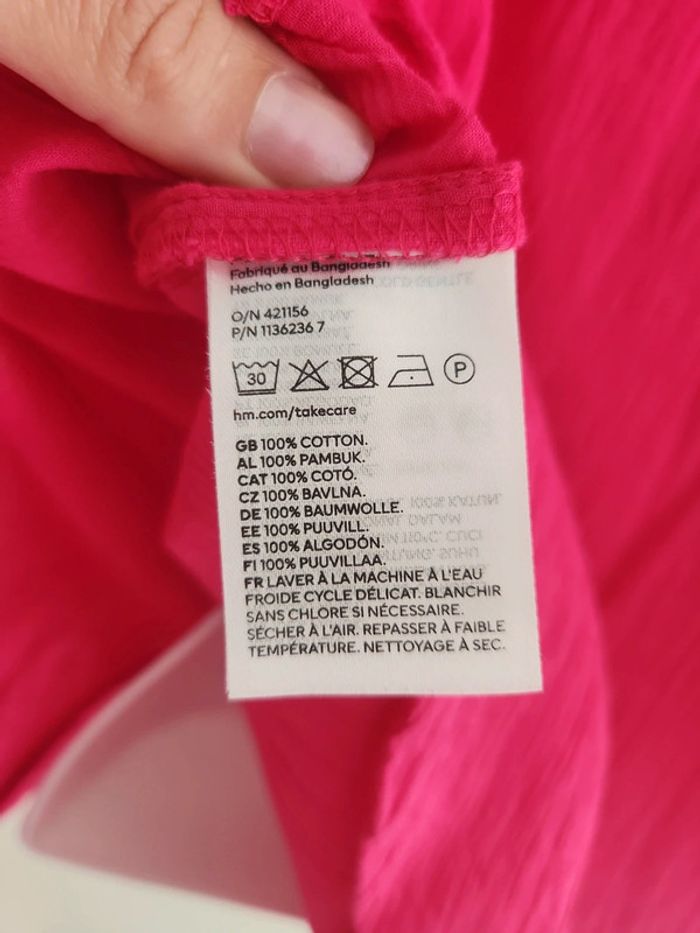 Fabriqué au Bangladesh
Hecho en Bangladesh
O/N 421156
P/N 1136236 7
30
P
hm.com/takecare
GB 100% COTTON.
AL 100% PAMBUK.
CAT 100% COTÓ.
CZ 100% BAVLNA.
DE 100% BAUMWOLLE.
EE 100% PUUVILL.
ES 100% ALGODÓN.
FI 100% PUUVILLAA.
FR LAVER À LA MACHINE À L'EAU
FROIDE CYCLE DÉLICAT. BLANCHIR
SANS CHLORE SI NÉCESSAIRE.
SÉCHER À L'AIR. REPASSER À FAIBLE
TEMPÉRATURE. NETTOYAGE À SEC.